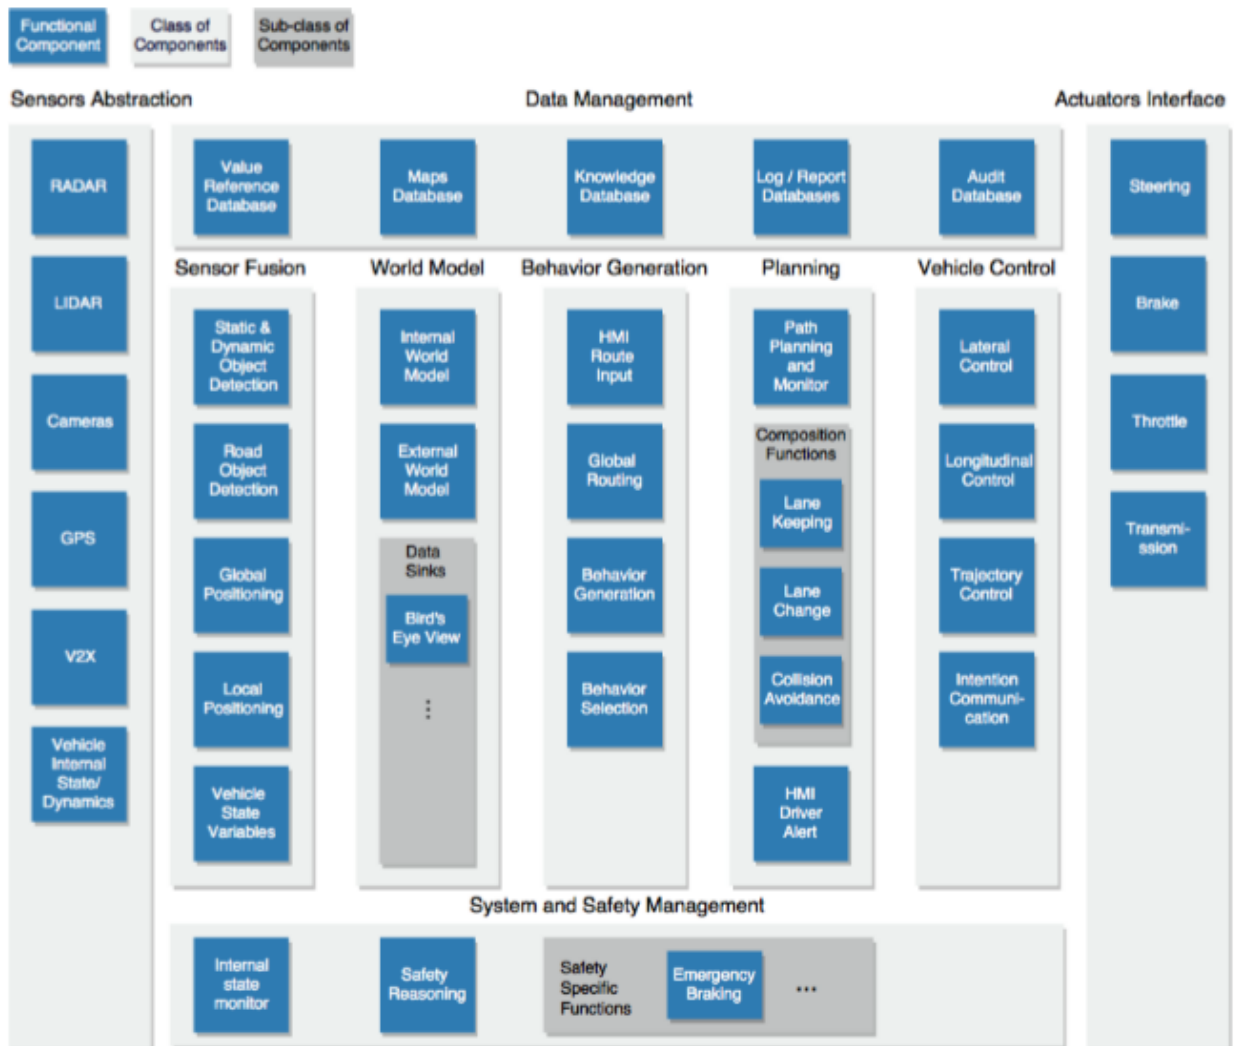 Functional
Component
Class of
Components
Sub-class of
Components
Sensors Abstraction
Data Management
Actuators Interface
RADAR
LIDAR
Cameras
GPS
V2X
Vehicle
Internal
State/
Dynamics
Value
Reference
Database
Maps
Database
Knowledge
Database
Log / Report
Databases
Audit
Database
Sensor Fusion
World Model
Behavior Generation
Planning
Vehicle Control
Static &
Dynamic
Object
Detection
Road
Object
Detection
Global
Positioning
Local
Positioning
Vehicle
State
Variables
Internal
World
Model
External
World
Model
Data
Sinks
Bird's
Eye View
⋮
HMI
Route
Input
Global
Routing
Behavior
Generation
Behavior
Selection
Path
Planning
and
Monitor
Composition
Functions
Lane
Keeping
Lane
Change
Collision
Avoidance
HMI
Driver
Alert
Lateral
Control
Longitudinal
Control
Trajectory
Control
Intention
Communi-
cation
Steering
Brake
Throttle
Transmi-
ssion
System and Safety Management
Internal
state
monitor
Safety
Reasoning
Safety
Specific
Functions
Emergency
Braking
...